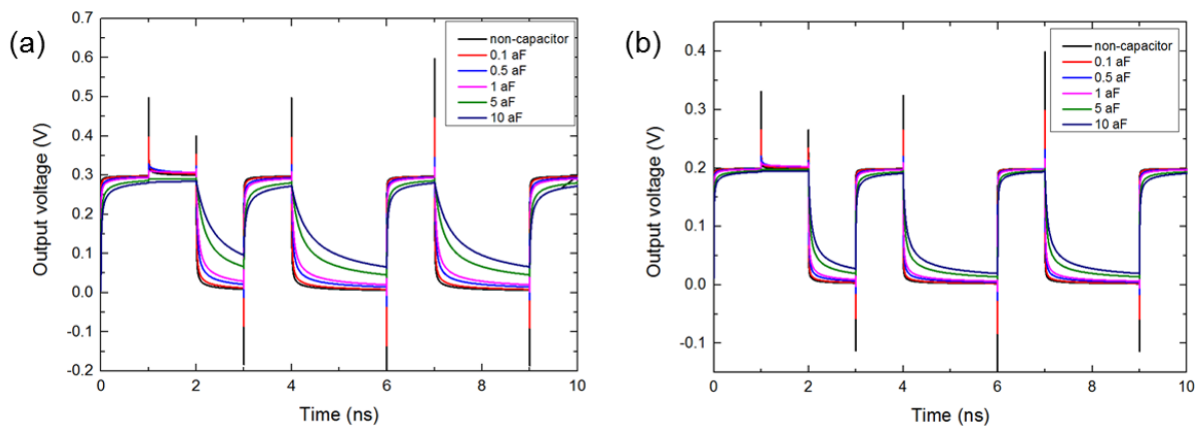 (a)
Output voltage (V)
0.7
0.6
0.5
0.4
0.3
0.2
0.1
0.0
-0.1
-0.2
0
2
4
6
8
10
Time (ns)
non-capacitor
0.1 aF
0.5 aF
1 aF
5 aF
10 aF
(b)
Output voltage (V)
0.4
0.3
0.2
0.1
0.0
-0.1
0
2
4
6
8
10
Time (ns)
non-capacitor
0.1 aF
0.5 aF
1 aF
5 aF
10 aF